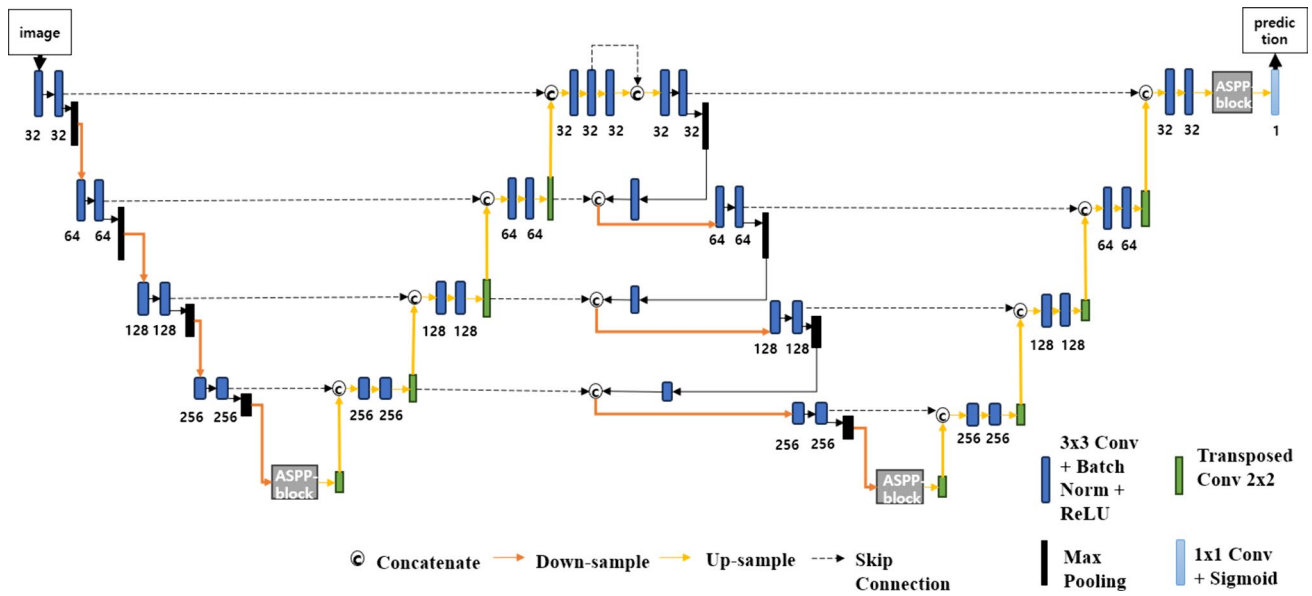 image
predic
tion
C
C
C
ASPP-
block
32
32
32
32
32
32
32
32
32
1
C
C
C
64
64
64
64
64
64
64
64
C
C
C
128
128
128
128
128
128
128
128
C
C
C
256
256
256
256
256
256
256
256
ASPP-
block
ASPP-
block
3x3 Conv
+ Batch
Norm +
ReLU
Transposed
Conv 2x2
C Concatenate
Down-sample
Up-sample
Skip
Connection
Max
Pooling
1x1 Conv
+ Sigmoid